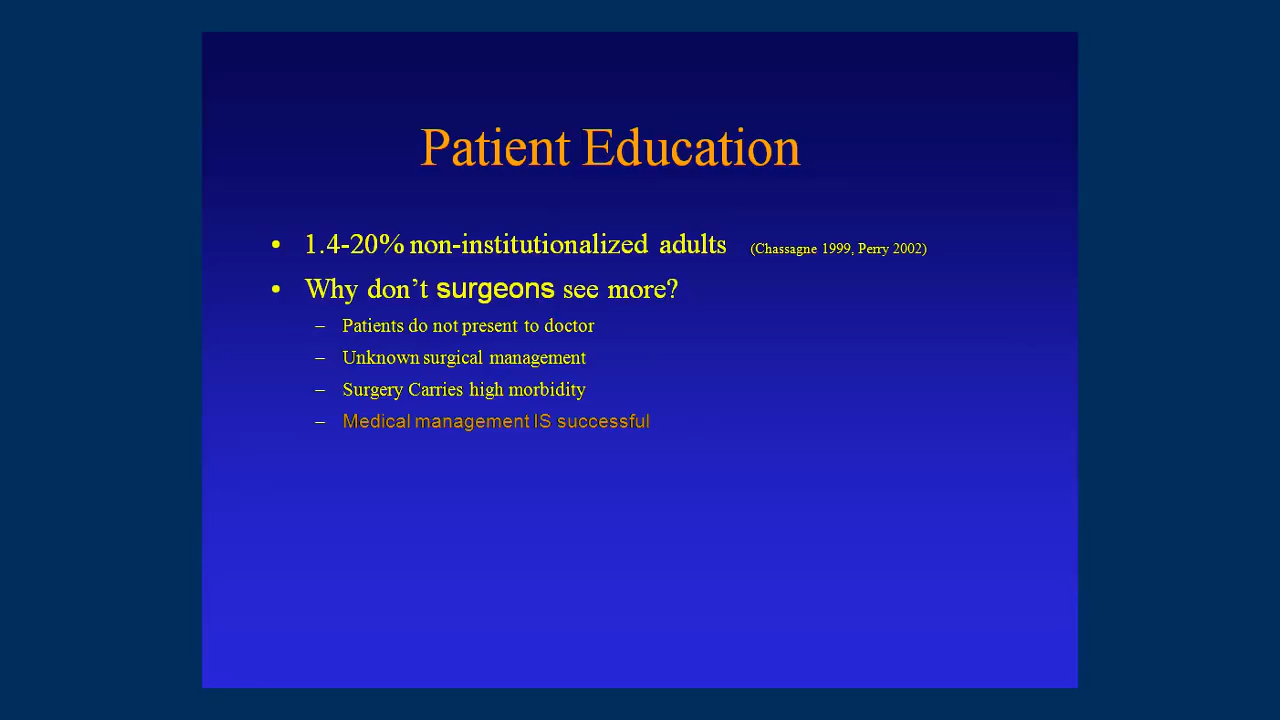 Patient Education
• 1.4-20% non-institutionalized adults (Chassagne 1999, Perry 2002)
• Why don’t surgeons see more?
– Patients do not present to doctor
– Unknown surgical management
– Surgery Carries high morbidity
– Medical management IS successful